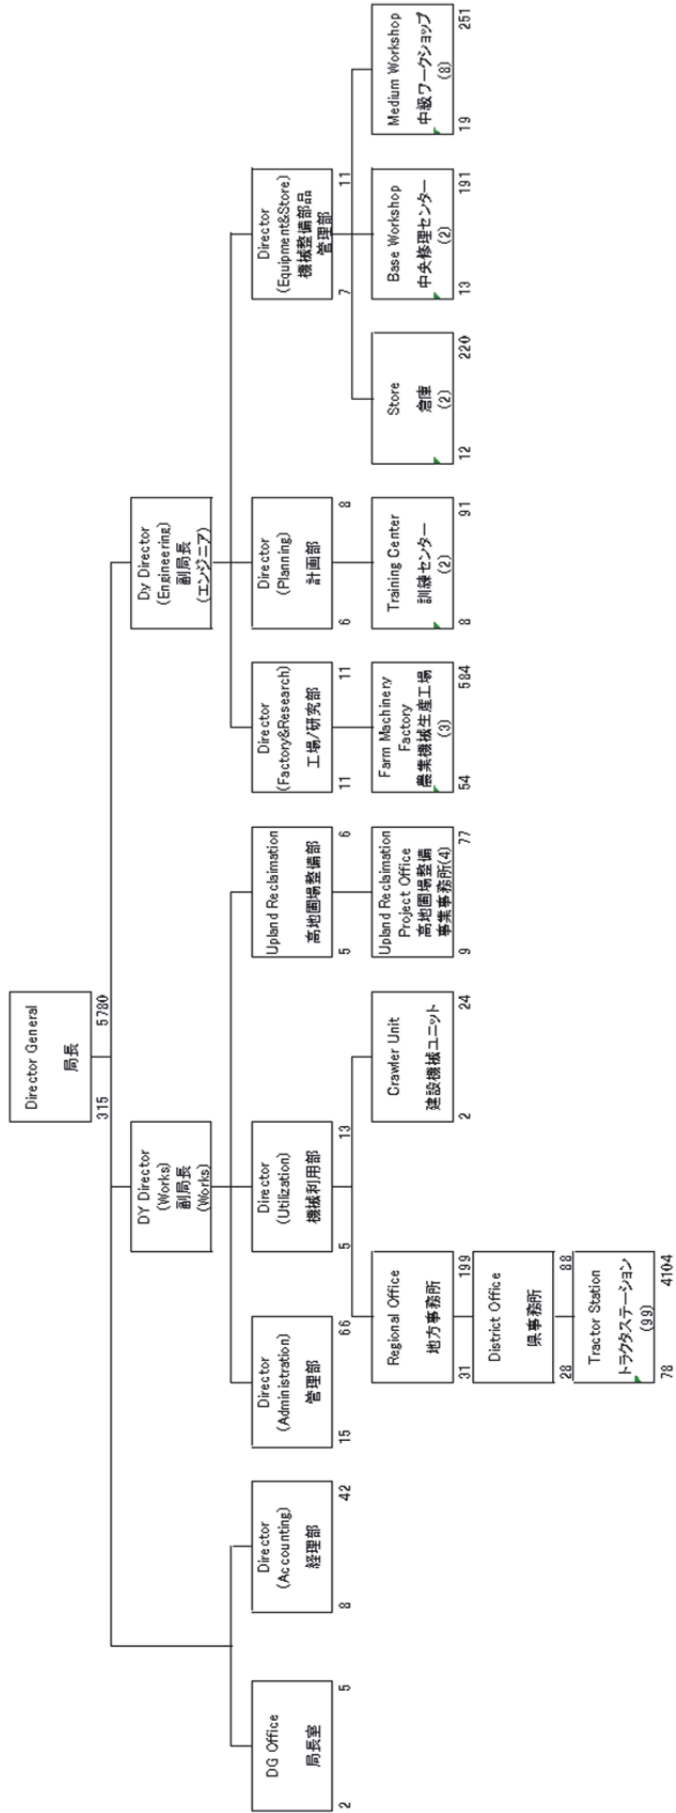 Director General
局長
315 5780
DY Director
(Works)
副局長
(Works)
Dy Director
(Engineering)
副局長
(エンジニア)
DG Office
局長室
2 5
Director
(Accounting)
経理部
8 42
Director
(Administration)
管理部
15 66
Director
(Utilization)
機械利用部
5 13
Upland Reclaimation
高地圃場整備部
5 6
Director
(Factory&Research)
工場/研究部
11 11
Director
(Planning)
計画部
6 8
Director
(Equipment&Store)
機械整備部品
管理部
7 11
Regional Office
地方事務所
31 199
Crawler Unit
建設機械ユニット
2 24
Upland Reclaimation
Project Office
高地圃場整備
事業事務所(4)
9 77
Farm Machinery
Factory
農業機械生産工場
(3)
54 584
Training Center
訓練センター
(2)
8 91
Store
倉庫
(2)
12 220
Base Workshop
中央修理センター
(2)
13 191
Medium Workshop
中級ワークショップ
(8)
19 251
District Office
県事務所
28 88
Tractor Station
トラクタステーション
(99)
78 4104